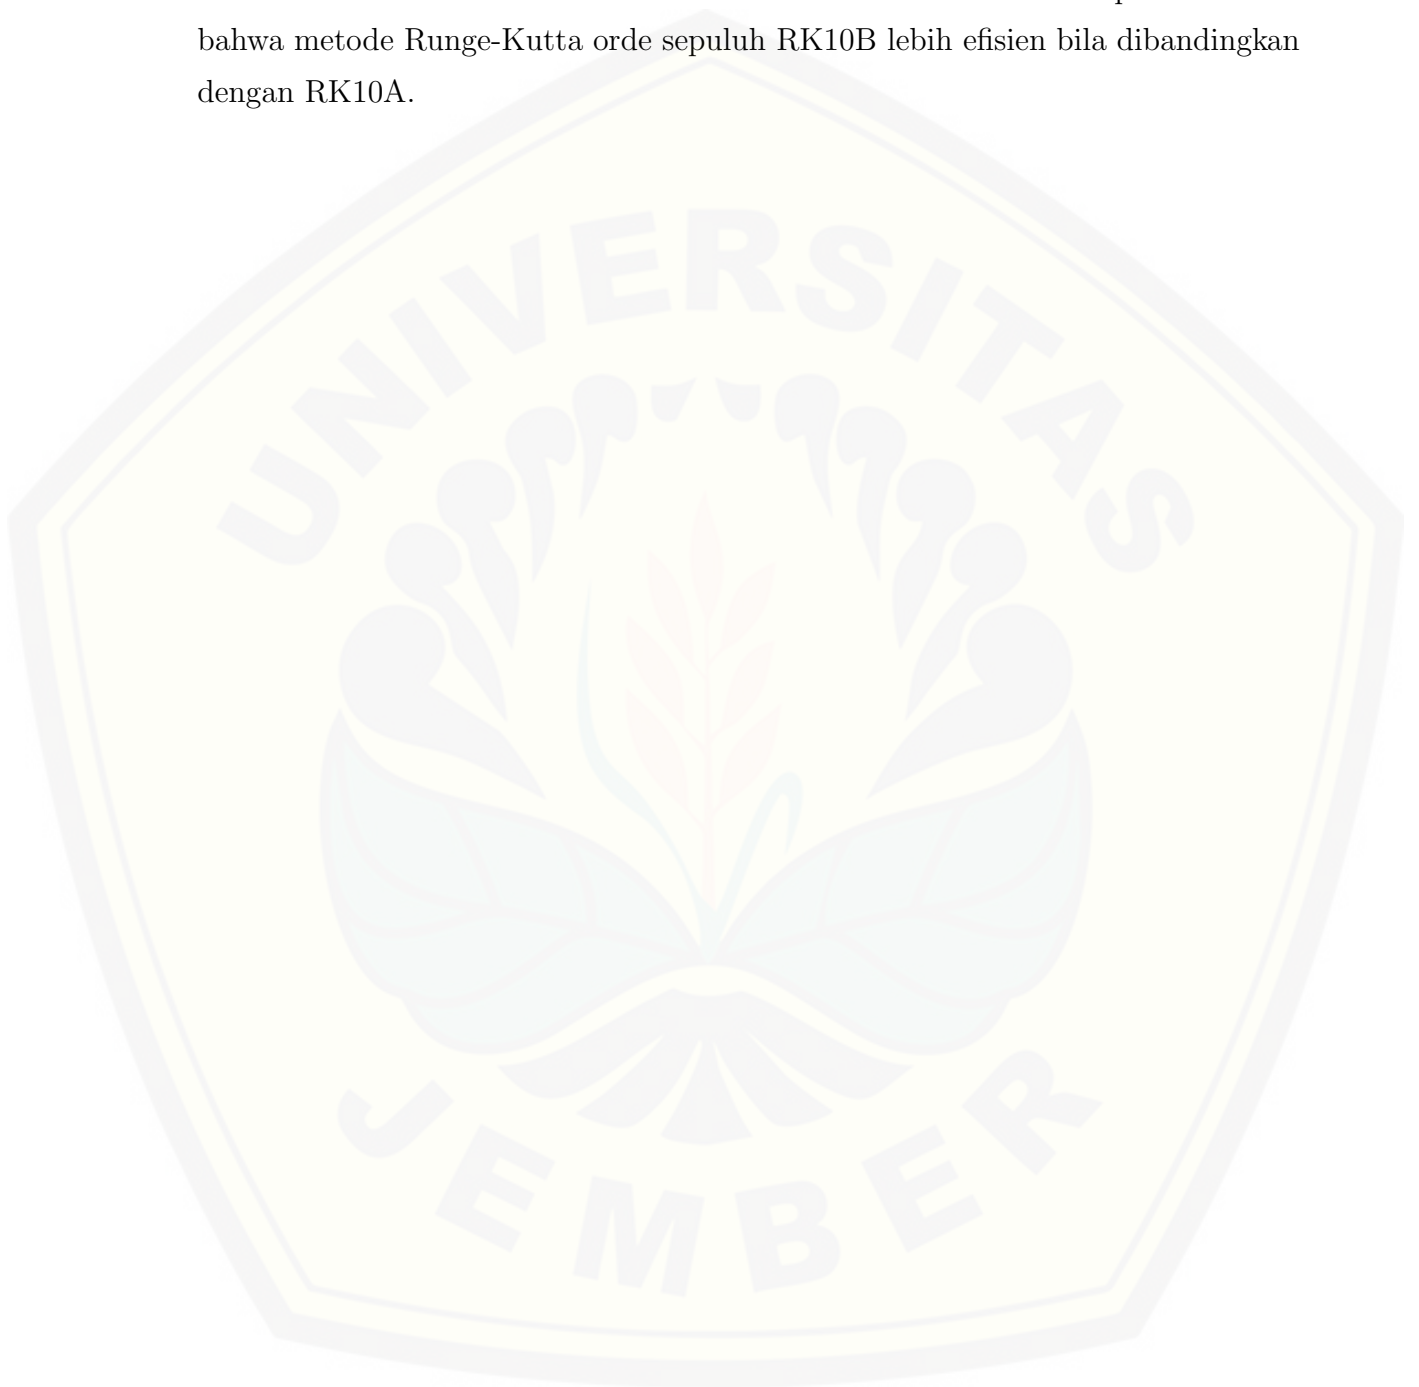 bahwa metode Runge-Kutta orde sepuluh RK10B lebih efisien bila dibandingkan
dengan RK10A.
UNIVERSITAS
JEMBER